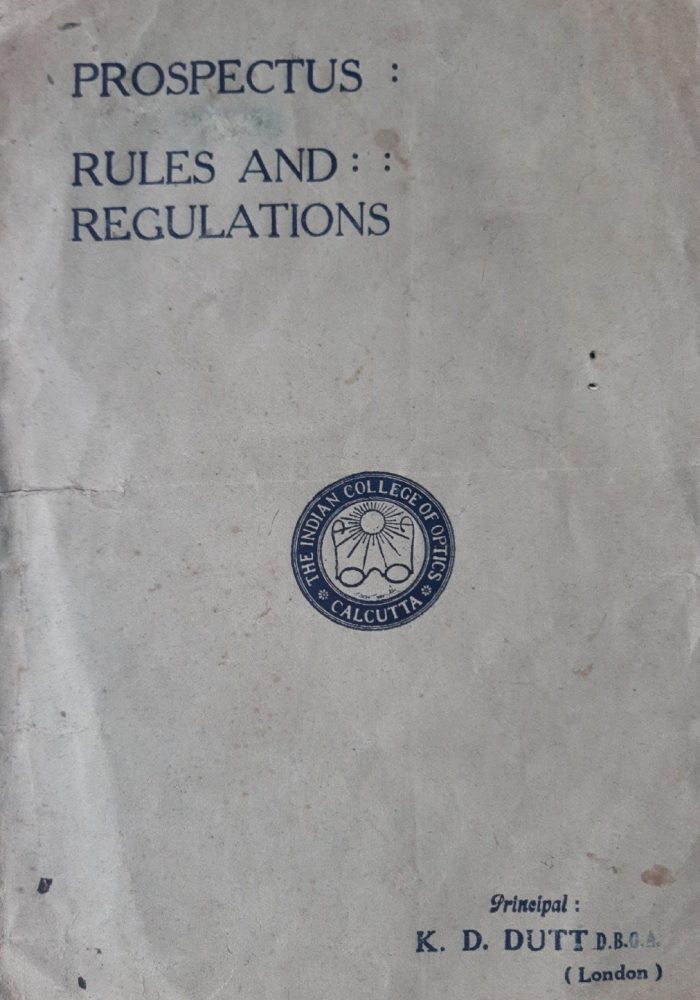 PROSPECTUS :
RULES AND : :
REGULATIONS
THE INDIAN COLLEGE OF OPTICS
CALCUTTA
Principal :
K. D. DUTT D.B.O.A.
( London )